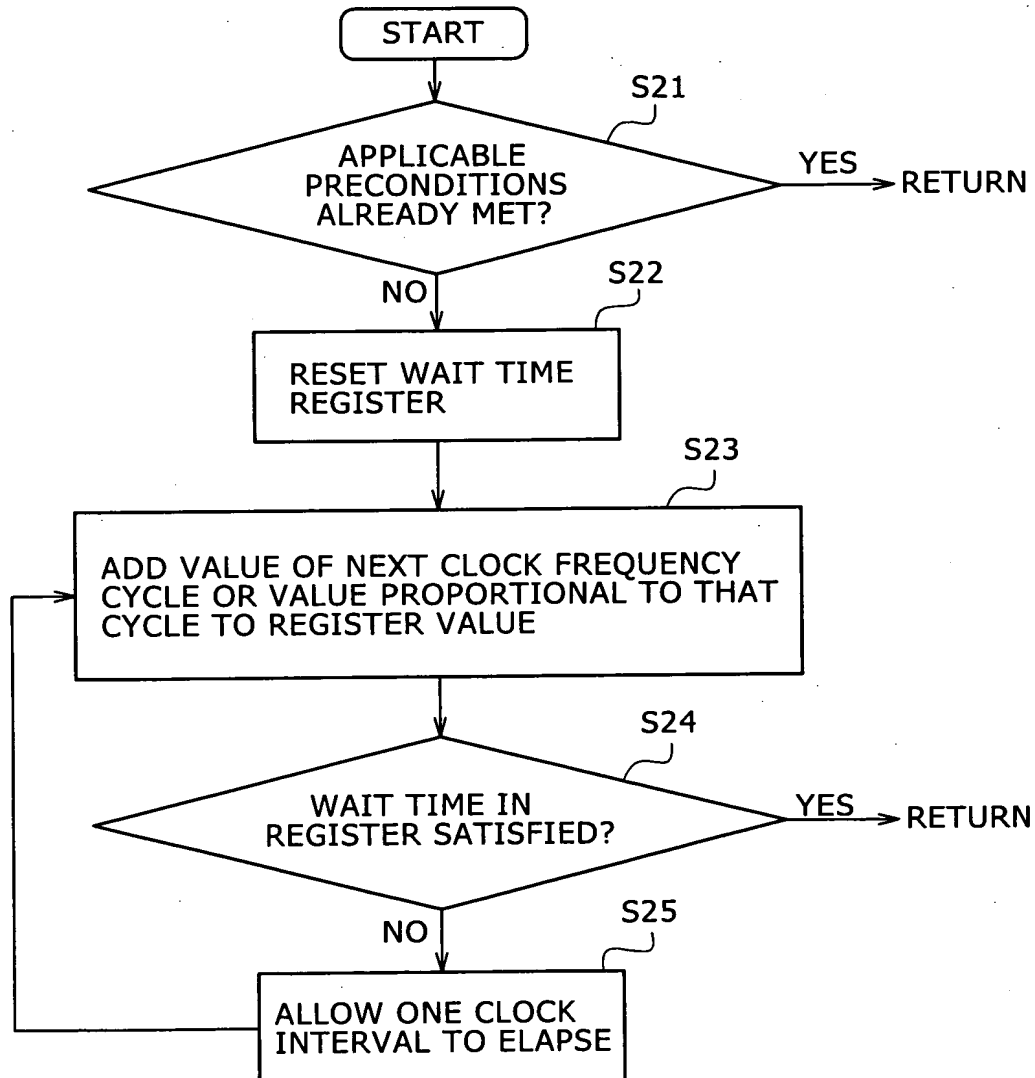 START
S21
APPLICABLE
PRECONDITIONS
ALREADY MET?
YES
RETURN
NO
S22
RESET WAIT TIME
REGISTER
S23
ADD VALUE OF NEXT CLOCK FREQUENCY
CYCLE OR VALUE PROPORTIONAL TO THAT
CYCLE TO REGISTER VALUE
S24
WAIT TIME IN
REGISTER SATISFIED?
YES
RETURN
NO
S25
ALLOW ONE CLOCK
INTERVAL TO ELAPSE